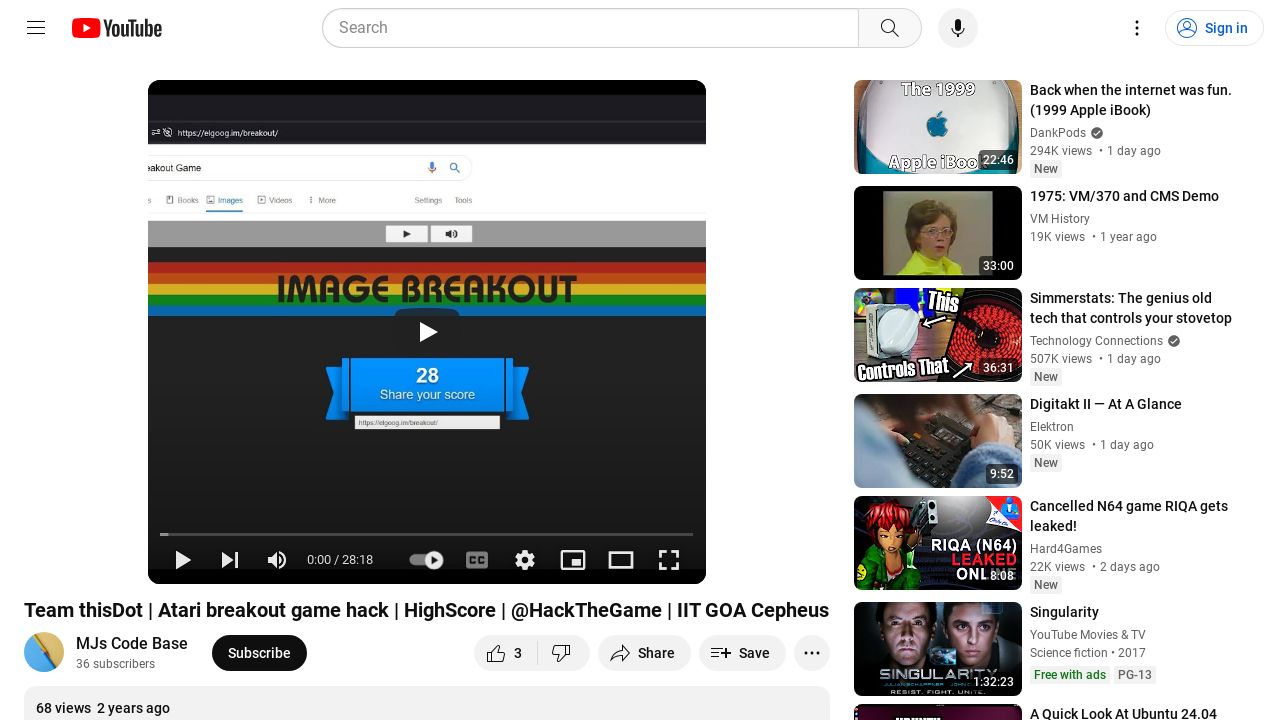 YouTube
Search
Sign in
https://elgoog.im/breakout/
eakout Game
s
Books
Images
Videos
More
Settings
Tools
IMAGE BREAKOUT
28
Share your score
https://elgoog.im/breakout/
0:00 / 28:18
CC
Team thisDot | Atari breakout game hack | HighScore | @HackTheGame | IIT GOA Cepheus
MJs Code Base
36 subscribers
Subscribe
3
Share
Save
68 views 2 years ago
The 1999
Apple iBoo
22:46
Back when the internet was fun.
(1999 Apple iBook)
DankPods
294K views • 1 day ago
New
33:00
1975: VM/370 and CMS Demo
VM History
19K views • 1 year ago
This
Controls That
36:31
Simmerstats: The genius old
tech that controls your stovetop
Technology Connections
507K views • 1 day ago
New
9:52
Digitakt II — At A Glance
Elektron
50K views • 1 day ago
New
RIQA (N64)
LEAKED
ONLINE
8:08
Cancelled N64 game RIQA gets
leaked!
Hard4Games
22K views • 2 days ago
New
SINGULARITY
RESIST. FIGHT. UNITE.
1:32:23
Singularity
YouTube Movies & TV
Science fiction • 2017
Free with ads
PG-13
A Quick Look At Ubuntu 24.04